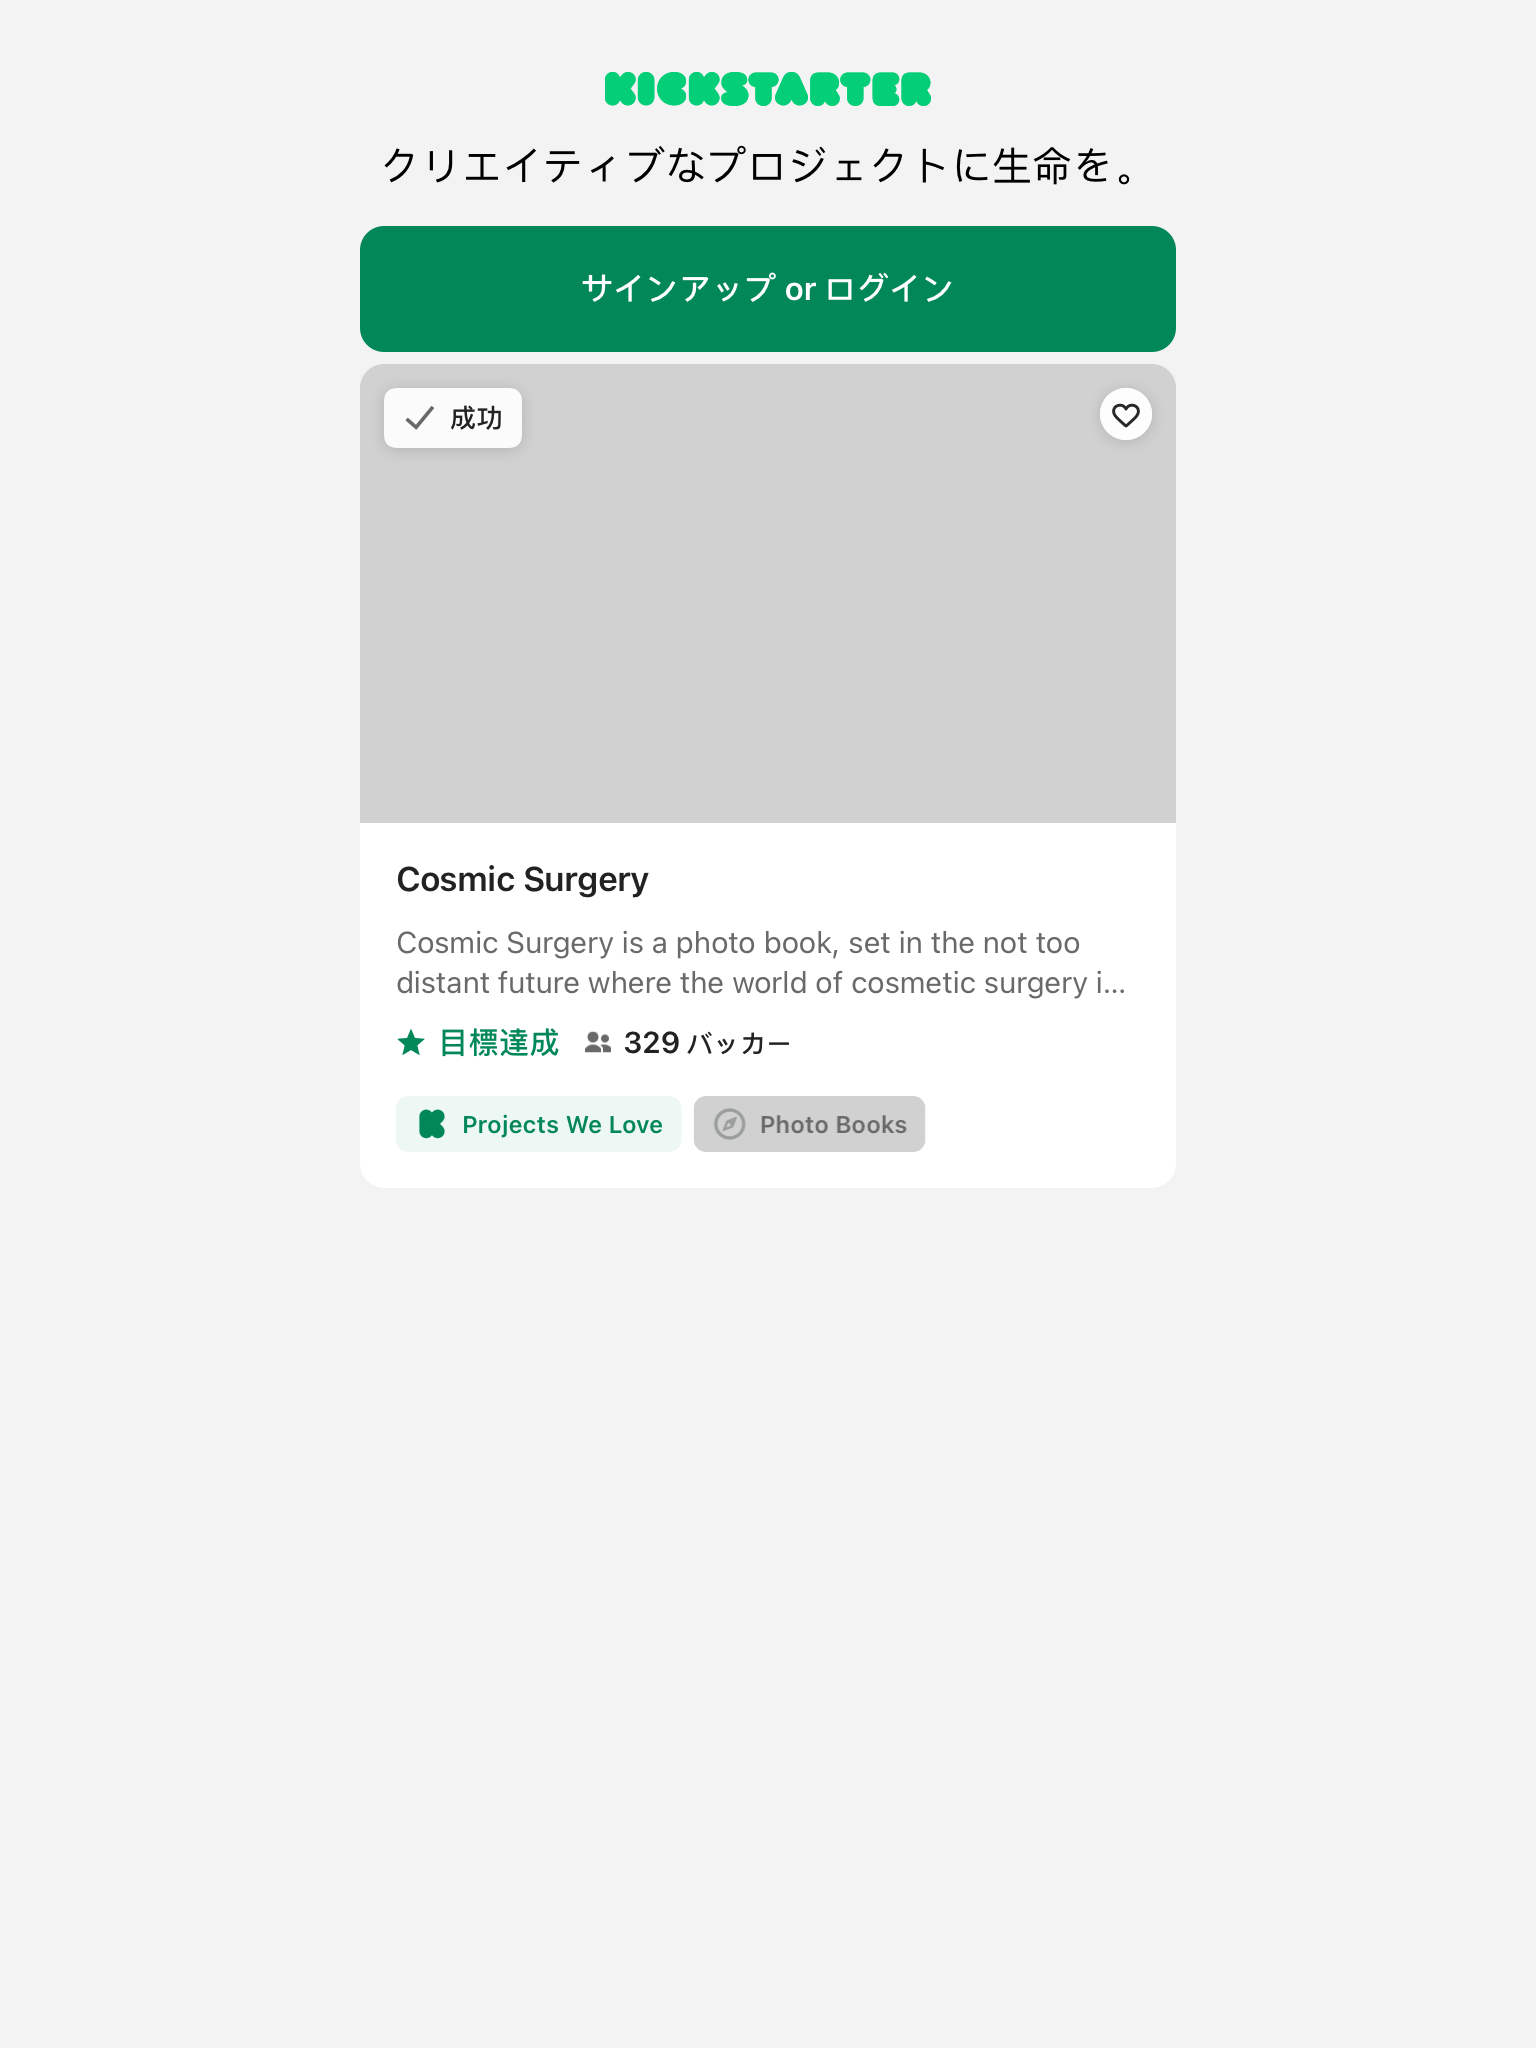 KICKSTARTER
クリエイティブなプロジェクトに生命を。
サインアップ or ログイン
成功
Cosmic Surgery
Cosmic Surgery is a photo book, set in the not too
distant future where the world of cosmetic surgery i...
目標達成 329 バッカー
Projects We Love Photo Books